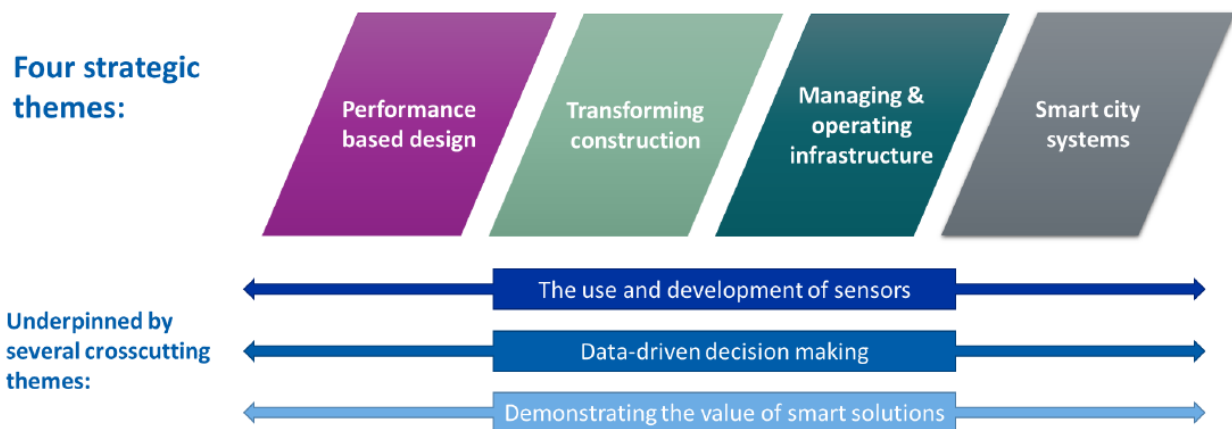 Four strategic
themes:
Performance
based design
Transforming
construction
Managing &
operating
infrastructure
Smart city
systems
Underpinned by
several crosscutting
themes:
The use and development of sensors
Data-driven decision making
Demonstrating the value of smart solutions